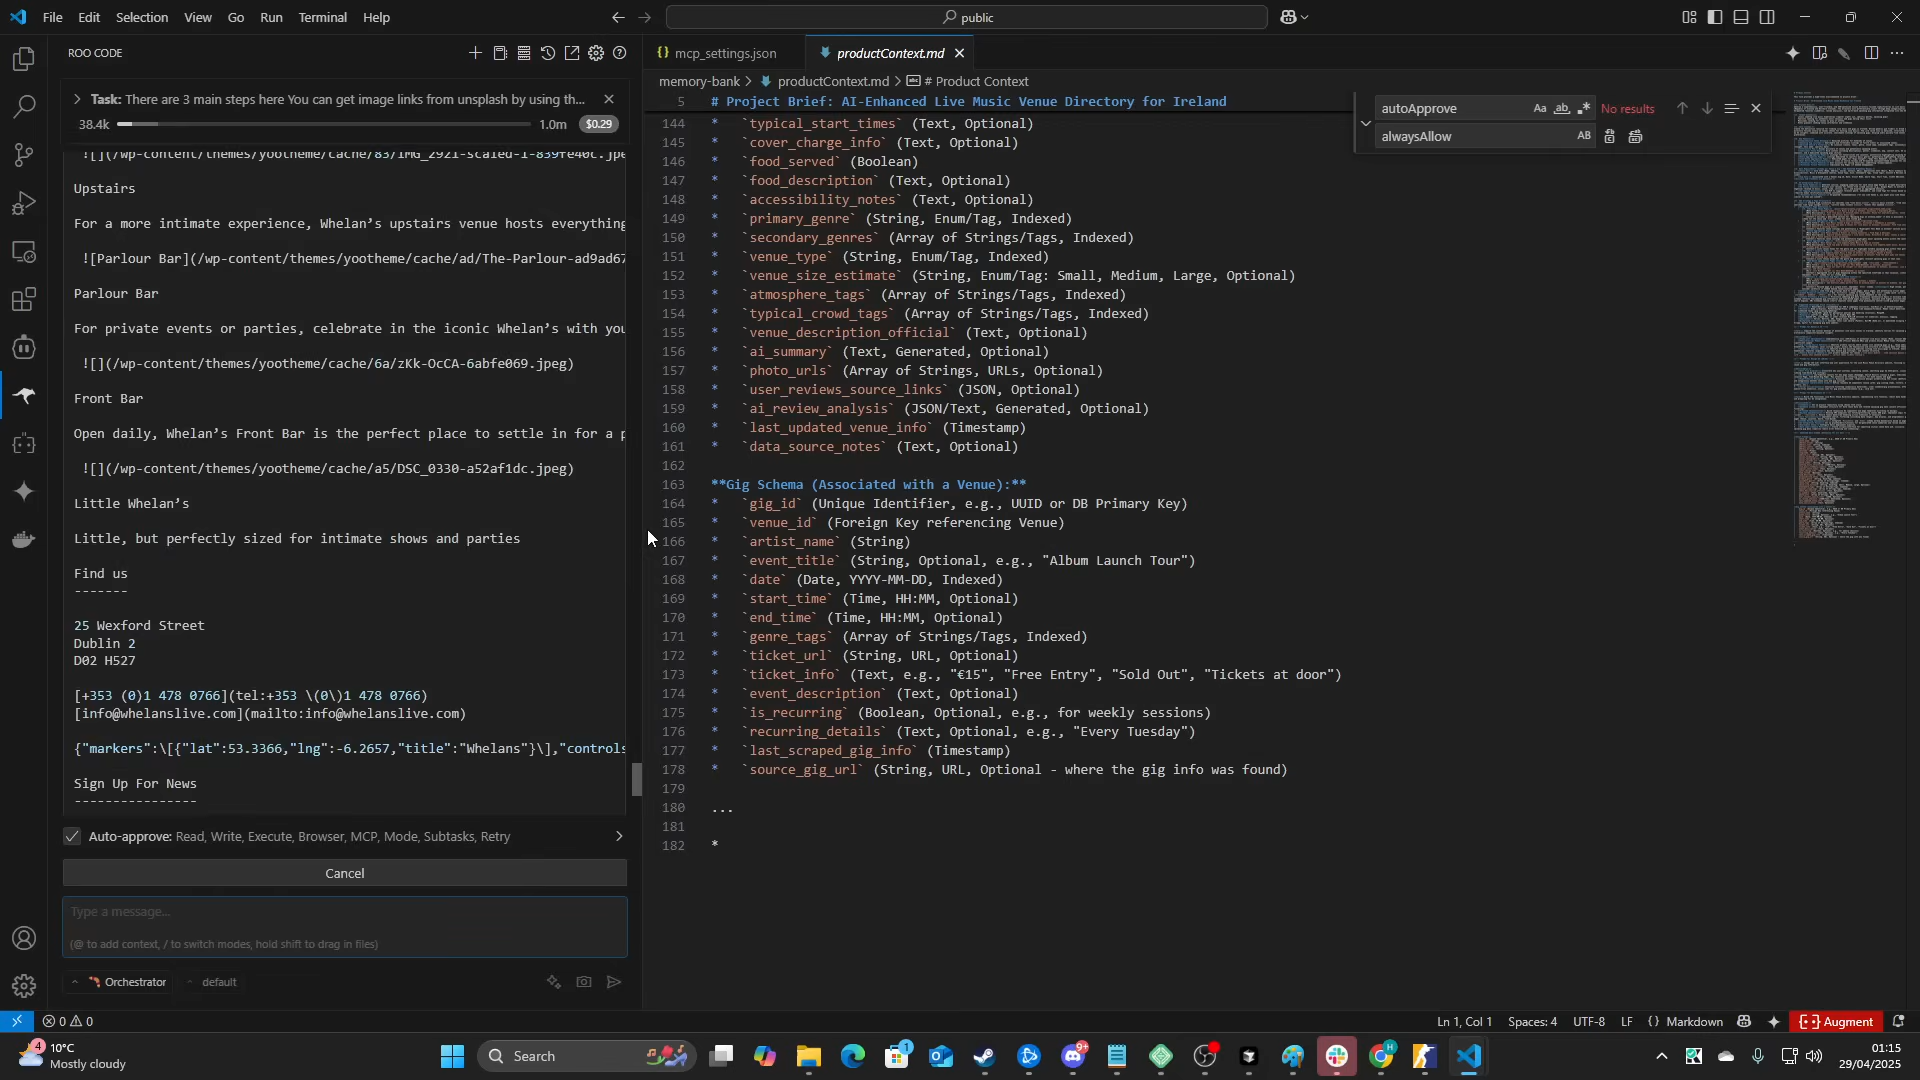 File Edit Selection View Go Run Terminal Help
public
ROO CODE
mcp_settings.json
productContext.md
memory-bank > productContext.md > # Product Context
Task: There are 3 main steps here You can get image links from unsplash by using th...
38.4k 1.0m $0.29
5 # Project Brief: AI-Enhanced Live Music Venue Directory for Ireland
autoApprove Aa ab .* No results
alwaysAllow AB
![](/wp-content/themes/yootheme/cache/83/IMG_2921-scaled-1-839fe40c.jpe
Upstairs
For a more intimate experience, Whelan’s upstairs venue hosts everything
![Parlour Bar](/wp-content/themes/yootheme/cache/ad/The-Parlour-ad9ad67
Parlour Bar
For private events or parties, celebrate in the iconic Whelan’s with you
![](/wp-content/themes/yootheme/cache/6a/zKk-OcCA-6abfe069.jpeg)
Front Bar
Open daily, Whelan’s Front Bar is the perfect place to settle in for a p
![](/wp-content/themes/yootheme/cache/a5/DSC_0330-a52af1dc.jpeg)
Little Whelan’s
Little, but perfectly sized for intimate shows and parties
Find us
-------
25 Wexford Street
Dublin 2
D02 H527
[+353 (0)1 478 0766](tel:+353 \(0\)1 478 0766)
[info@whelanslive.com](mailto:info@whelanslive.com)
{"markers":\[{"lat":53.3366,"lng":-6.2657,"title":"Whelans"}\],"controls
Sign Up For News
----------------
Auto-approve: Read, Write, Execute, Browser, MCP, Mode, Subtasks, Retry
Cancel
Type a message...
(@ to add context, / to switch modes, hold shift to drag in files)
Orchestrator default
144 * `typical_start_times` (Text, Optional)
145 * `cover_charge_info` (Text, Optional)
146 * `food_served` (Boolean)
147 * `food_description` (Text, Optional)
148 * `accessibility_notes` (Text, Optional)
149 * `primary_genre` (String, Enum/Tag, Indexed)
150 * `secondary_genres` (Array of Strings/Tags, Indexed)
151 * `venue_type` (String, Enum/Tag, Indexed)
152 * `venue_size_estimate` (String, Enum/Tag: Small, Medium, Large, Optional)
153 * `atmosphere_tags` (Array of Strings/Tags, Indexed)
154 * `typical_crowd_tags` (Array of Strings/Tags, Indexed)
155 * `venue_description_official` (Text, Optional)
156 * `ai_summary` (Text, Generated, Optional)
157 * `photo_urls` (Array of Strings, URLs, Optional)
158 * `user_reviews_source_links` (JSON, Optional)
159 * `ai_review_analysis` (JSON/Text, Generated, Optional)
160 * `last_updated_venue_info` (Timestamp)
161 * `data_source_notes` (Text, Optional)
162
163 **Gig Schema (Associated with a Venue):**
164 * `gig_id` (Unique Identifier, e.g., UUID or DB Primary Key)
165 * `venue_id` (Foreign Key referencing Venue)
166 * `artist_name` (String)
167 * `event_title` (String, Optional, e.g., "Album Launch Tour")
168 * `date` (Date, YYYY-MM-DD, Indexed)
169 * `start_time` (Time, HH:MM, Optional)
170 * `end_time` (Time, HH:MM, Optional)
171 * `genre_tags` (Array of Strings/Tags, Indexed)
172 * `ticket_url` (String, URL, Optional)
173 * `ticket_info` (Text, e.g., "€15", "Free Entry", "Sold Out", "Tickets at door")
174 * `event_description` (Text, Optional)
175 * `is_recurring` (Boolean, Optional, e.g., for weekly sessions)
176 * `recurring_details` (Text, Optional, e.g., "Every Tuesday")
177 * `last_scraped_gig_info` (Timestamp)
178 * `source_gig_url` (String, URL, Optional - where the gig info was found)
179
180 ...
181
182 *
0 0
Ln 1, Col 1 Spaces: 4 UTF-8 LF {} Markdown Augment
4 10°C
Mostly cloudy
Search
1
9+
H
01:15
29/04/2025